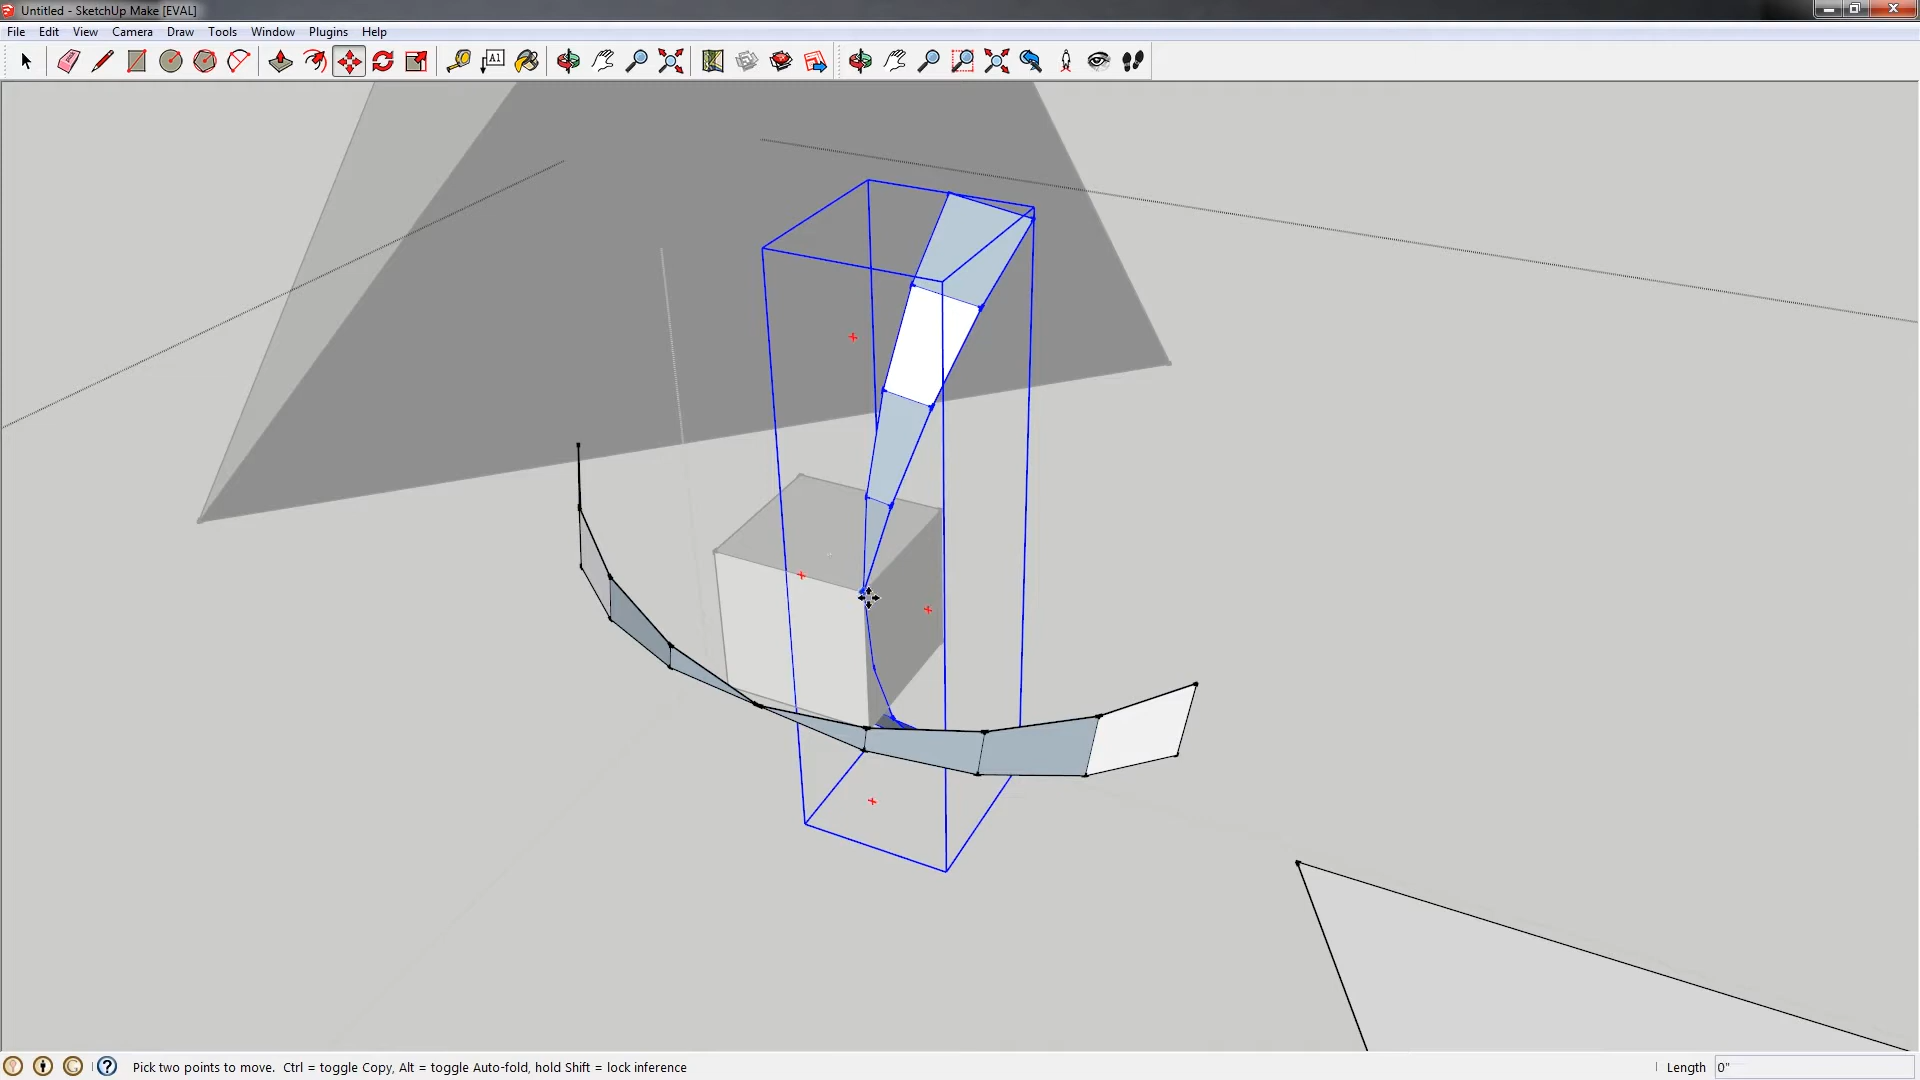 Untitled - SketchUp Make [EVAL]
File Edit View Camera Draw Tools Window Plugins Help
A1
Pick two points to move. Ctrl = toggle Copy, Alt = toggle Auto-fold, hold Shift = lock inference
Length 0"